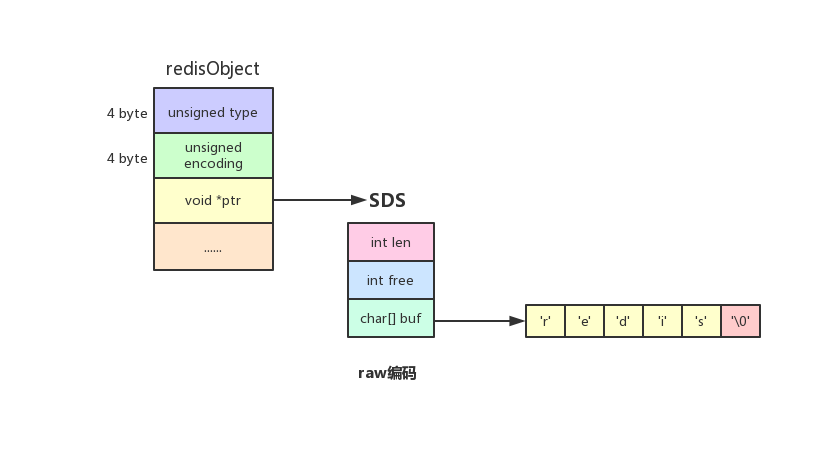 redisObject
4 byte
unsigned type
4 byte
unsigned
encoding
void *ptr
......
SDS
int len
int free
char[] buf
'r' 'e' 'd' 'i' 's' '\0'
raw编码